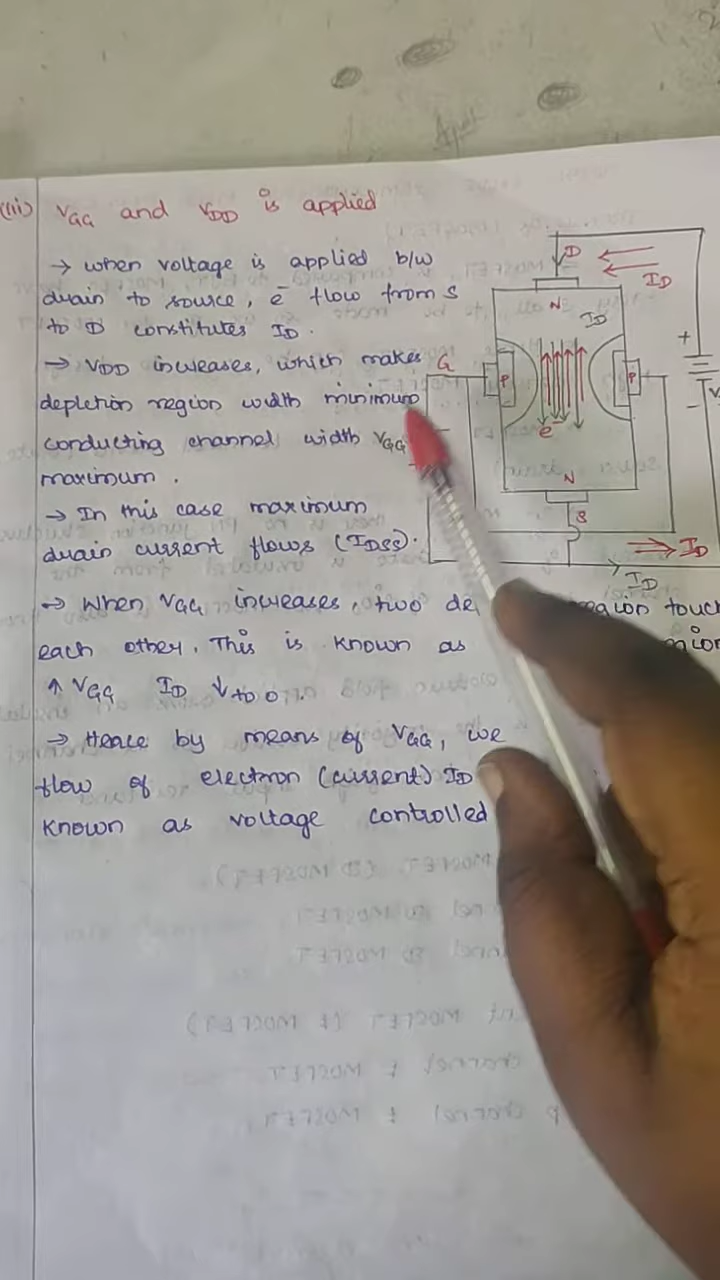 (iii) VGG and VDD is applied
→ when voltage is applied b/w
drain to source, e⁻ flow from S
to D constitutes ID.
→ VDD increases, which makes
depletion region width minimum
conducting channel width
maximum.
→ In this case maximum
drain current flows (IDSS).
→ When VGG increases, two de region touch
each other. This is known as
↑ VGG ID ↓ to 0.
→ Hence by means of VGG, we
flow of electron (current) ID
known as voltage controlled
D
ID
N
ID
+
G
P
P
e⁻
VGG
-
N
S
ID
ID